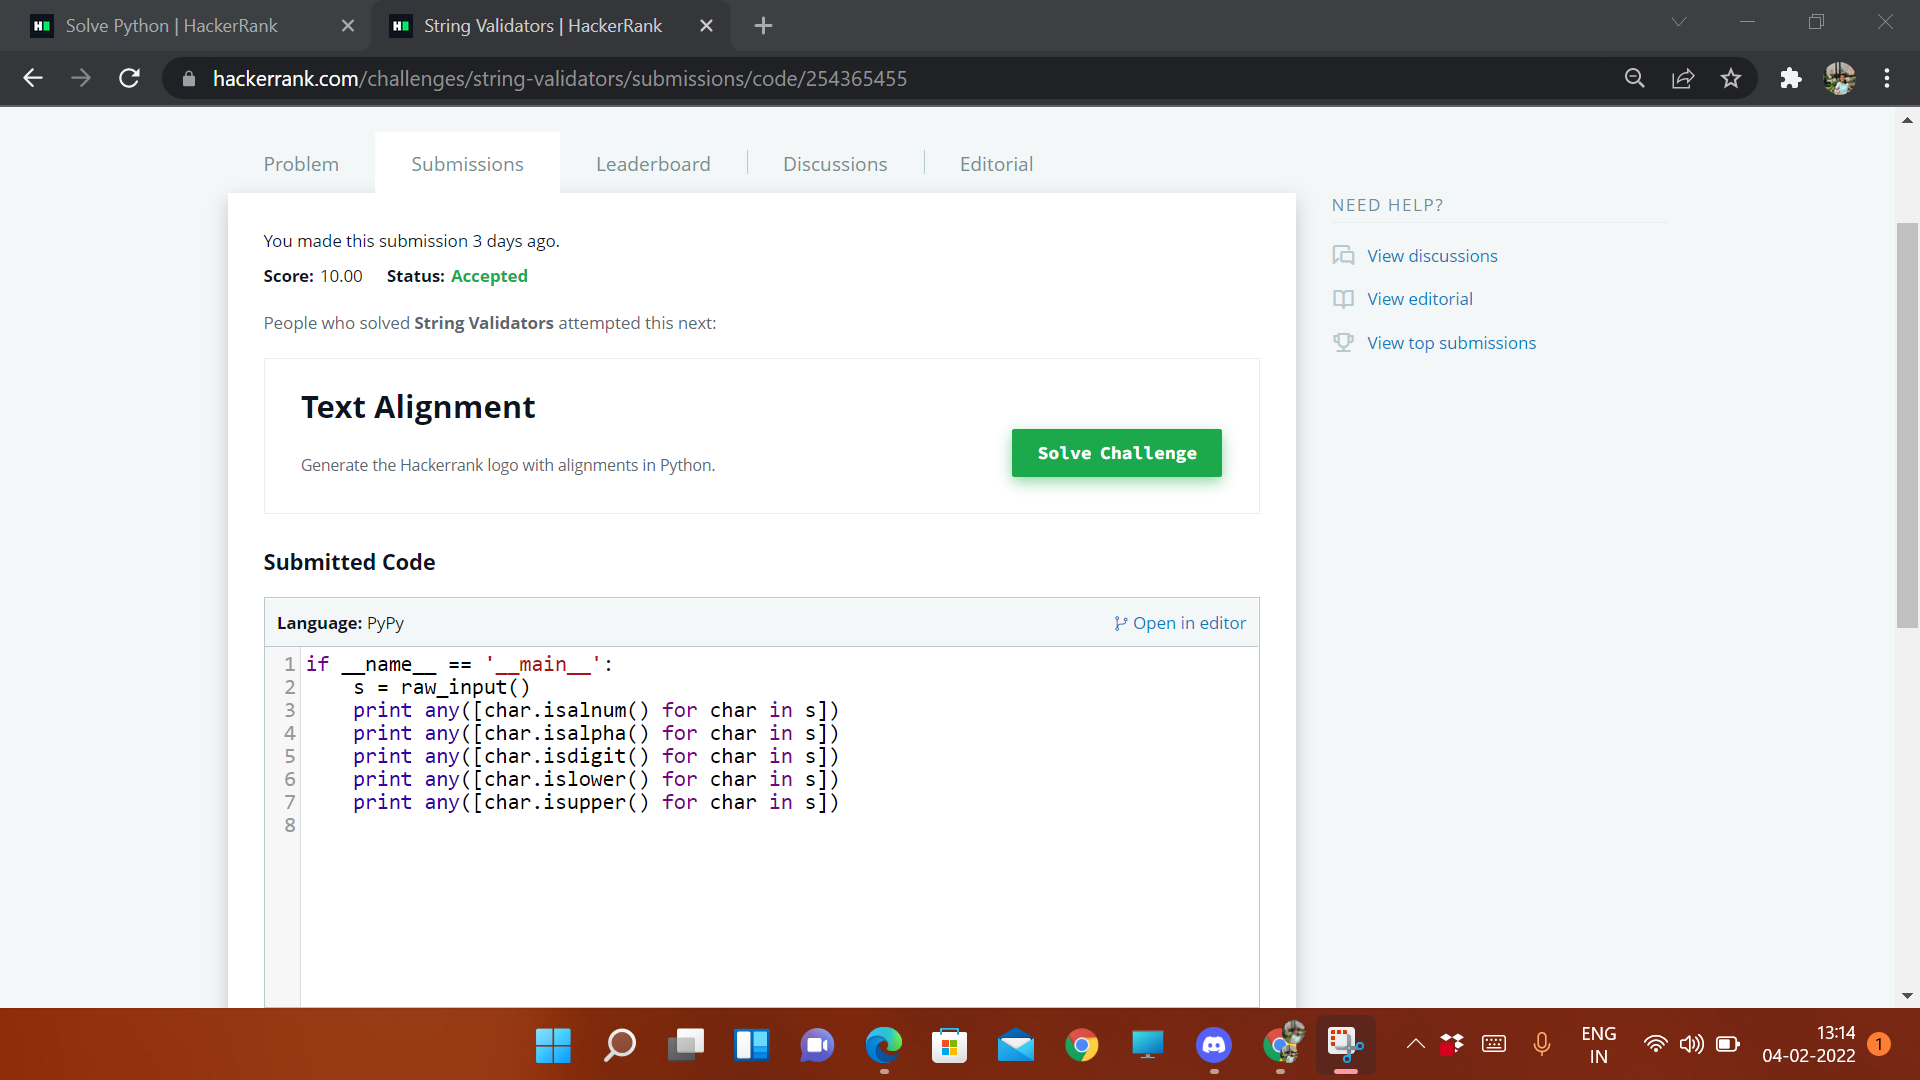 Solve Python | HackerRank
String Validators | HackerRank
hackerrank.com/challenges/string-validators/submissions/code/254365455
Problem
Submissions
Leaderboard
Discussions
Editorial
You made this submission 3 days ago.
Score: 10.00 Status: Accepted
People who solved String Validators attempted this next:
Text Alignment
Generate the Hackerrank logo with alignments in Python.
Solve Challenge
Submitted Code
Language: PyPy
Open in editor
1 if __name__ == '__main__':
2     s = raw_input()
3     print any([char.isalnum() for char in s])
4     print any([char.isalpha() for char in s])
5     print any([char.isdigit() for char in s])
6     print any([char.islower() for char in s])
7     print any([char.isupper() for char in s])
8
NEED HELP?
View discussions
View editorial
View top submissions
ENG
IN
13:14
04-02-2022
1